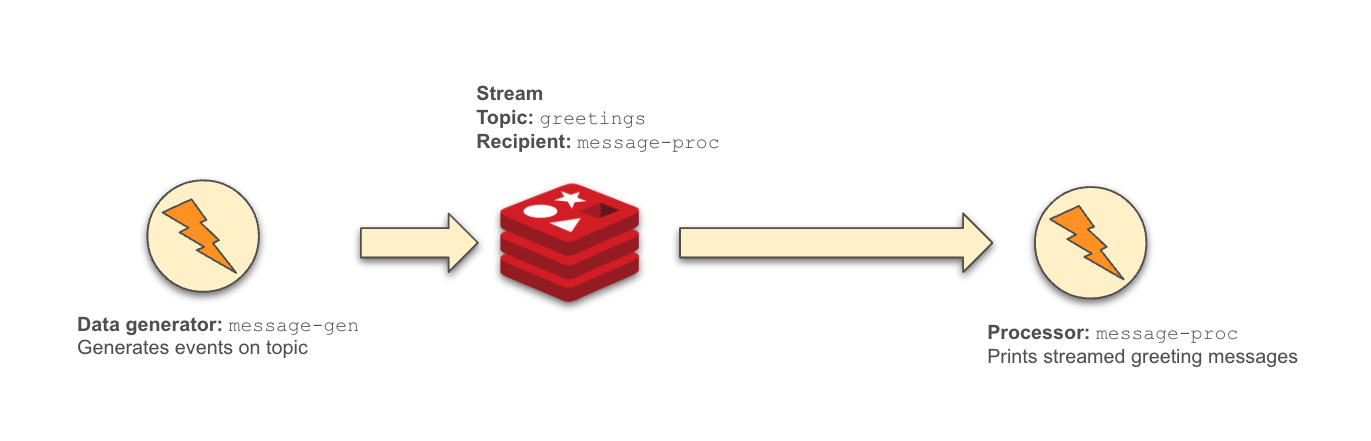 Stream
Topic: greetings
Recipient: message-proc
Data generator: message-gen
Generates events on topic
Processor: message-proc
Prints streamed greeting messages